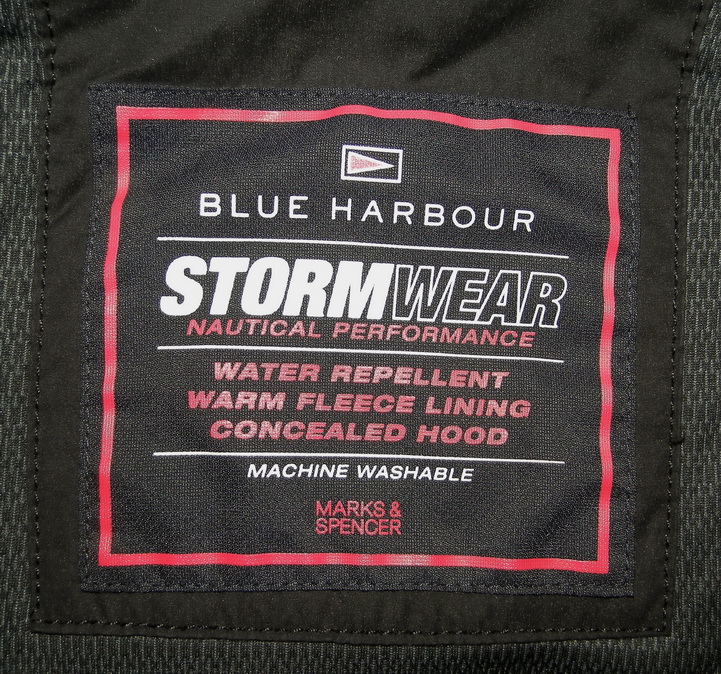 BLUE HARBOUR
STORMWEAR
NAUTICAL PERFORMANCE
WATER REPELLENT
WARM FLEECE LINING
CONCEALED HOOD
MACHINE WASHABLE
MARKS &
SPENCER